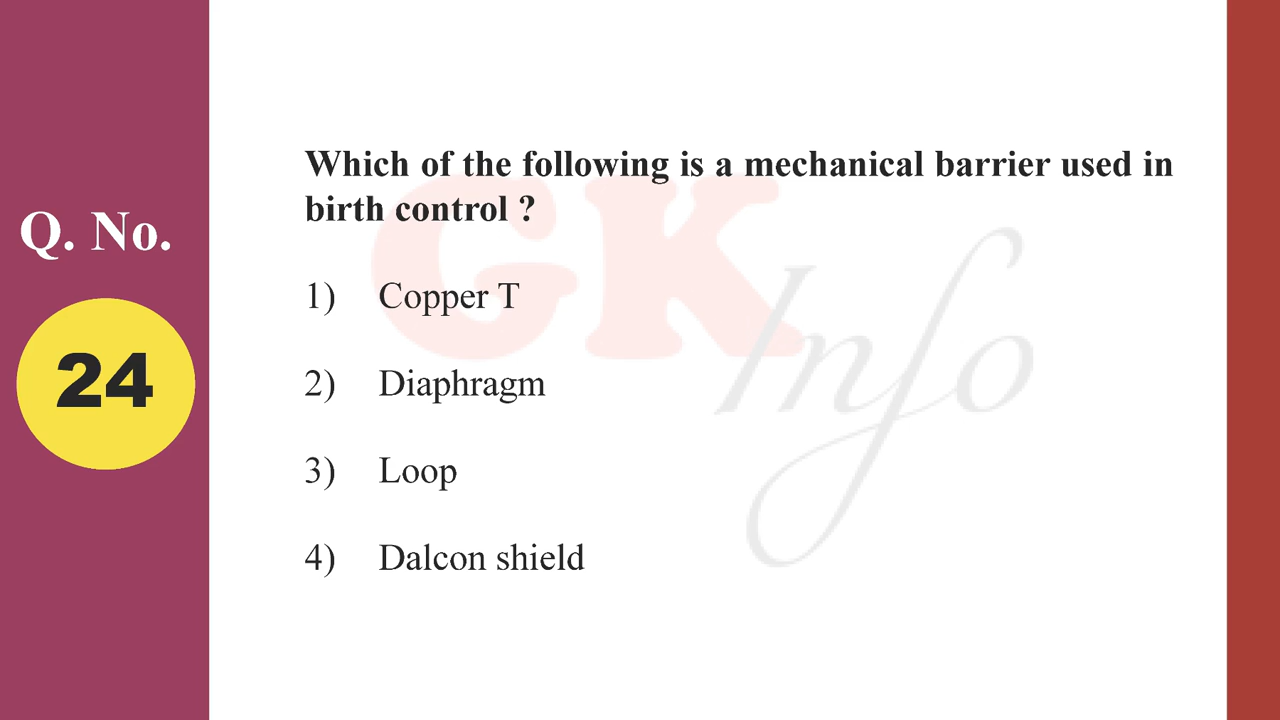 Q. No.
24
Which of the following is a mechanical barrier used in
birth control ?
1) Copper T
2) Diaphragm
3) Loop
4) Dalcon shield
GK
Info